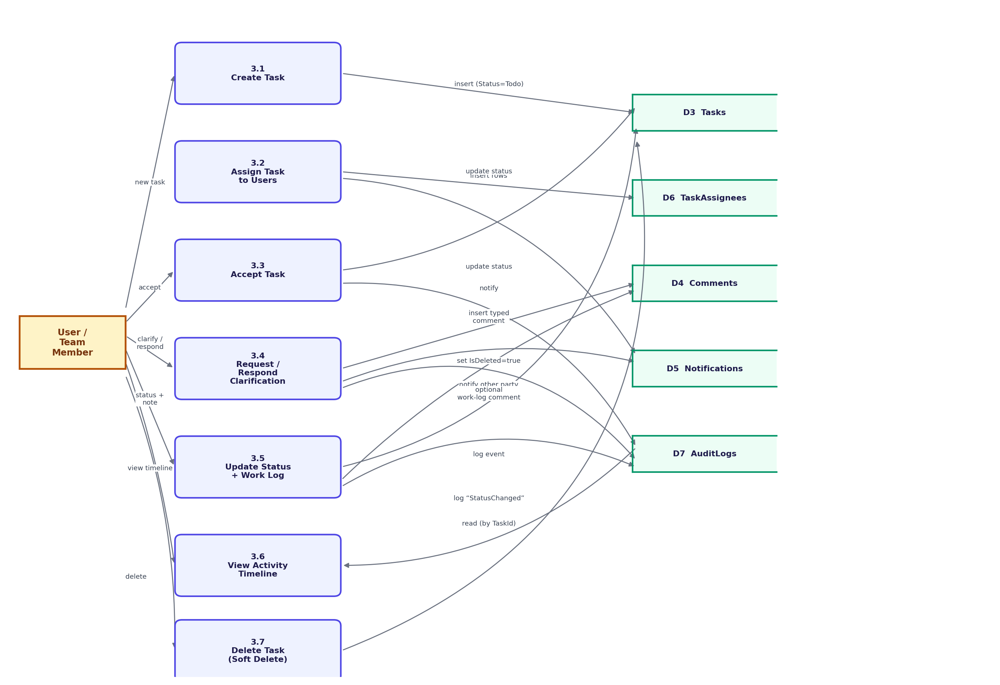 3.1
Create Task
insert (Status=Todo)
D3  Tasks
3.2
Assign Task
to Users
update status
insert rows
new task
D6  TaskAssignees
3.3
Accept Task
update status
accept
notify
D4  Comments
insert typed
comment
User /
Team
Member
clarify /
respond
3.4
Request /
Respond
Clarification
set IsDeleted=true
D5  Notifications
notify other party
optional
work-log comment
status +
note
3.5
Update Status
+ Work Log
log event
D7  AuditLogs
view timeline
log “StatusChanged”
read (by TaskId)
3.6
View Activity
Timeline
delete
3.7
Delete Task
(Soft Delete)